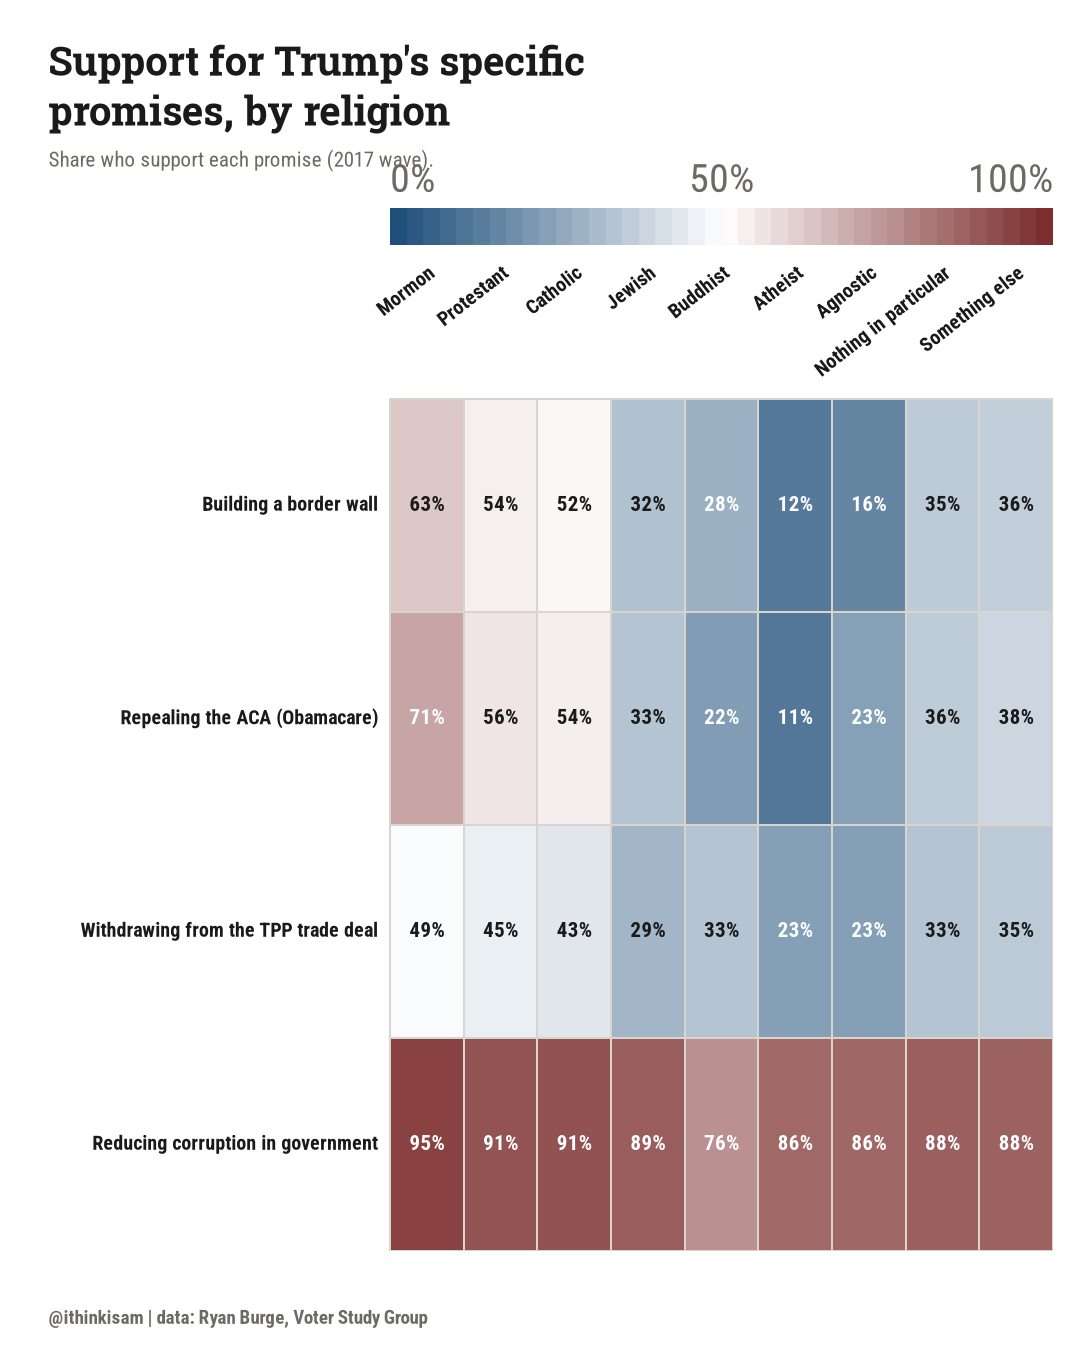 Support for Trump's specific
promises, by religion
Share who support each promise (2017 wave).
0% 50% 100%
Mormon Protestant Catholic Jewish Buddhist Atheist Agnostic Nothing in particular Something else
Building a border wall 63% 54% 52% 32% 28% 12% 16% 35% 36%
Repealing the ACA (Obamacare) 71% 56% 54% 33% 22% 11% 23% 36% 38%
Withdrawing from the TPP trade deal 49% 45% 43% 29% 33% 23% 23% 33% 35%
Reducing corruption in government 95% 91% 91% 89% 76% 86% 86% 88% 88%
@ithinkisam | data: Ryan Burge, Voter Study Group